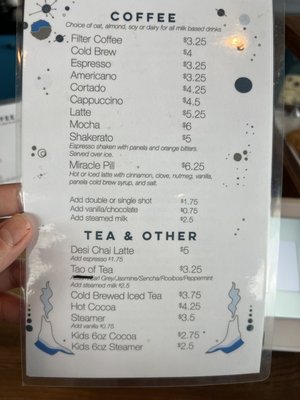 COFFEE
Choice of oat, almond, soy or dairy for all milk based drinks
Filter Coffee $3.25
Cold Brew $4
Espresso $3.25
Americano $3.25
Cortado $4.25
Cappuccino $4.5
Latte $5.25
Mocha $6
Shakerato $5
Espresso shaken with panela and orange bitters.
Served over ice.
Miracle Pill $6.25
Hot or Iced latte with cinnamon, clove, nutmeg, vanilla,
panela cold brew syrup, and salt.
Add double or single shot $1.75
Add vanilla/chocolate $0.75
Add steamed milk $2.5
TEA & OTHER
Desi Chai Latte $5
Add espresso $1.75
Tao of Tea $3.25
Grey/Jasmine/Sencha/Rooibos/Peppermint
Add steamed milk $2.5
Cold Brewed Iced Tea $3.75
Hot Cocoa $4.25
Steamer $3.5
Add vanilla $0.75
Kids 6oz Cocoa $2.75
Kids 6oz Steamer $2.5